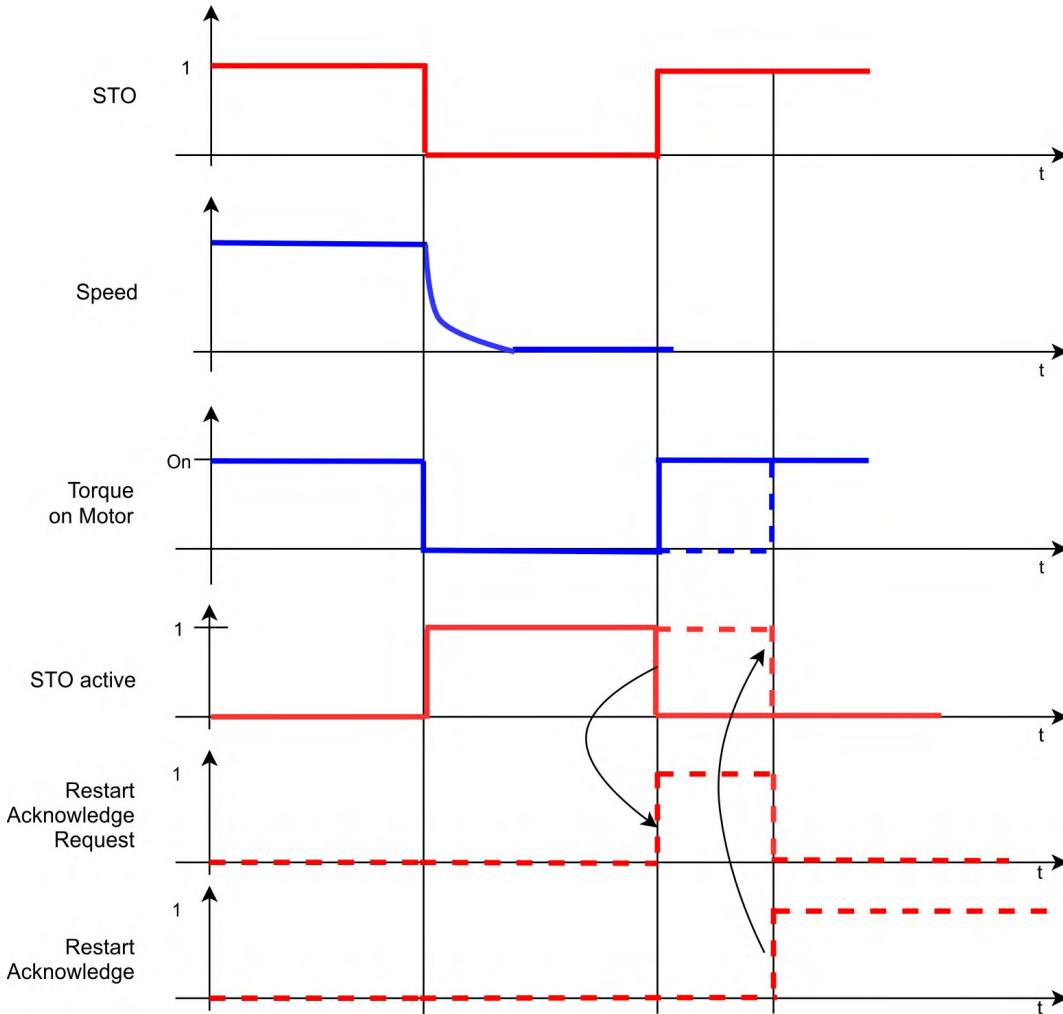 1
STO
t
Speed
t
On
Torque
on Motor
t
1
STO active
t
1
Restart
Acknowledge
Request
t
1
Restart
Acknowledge
t